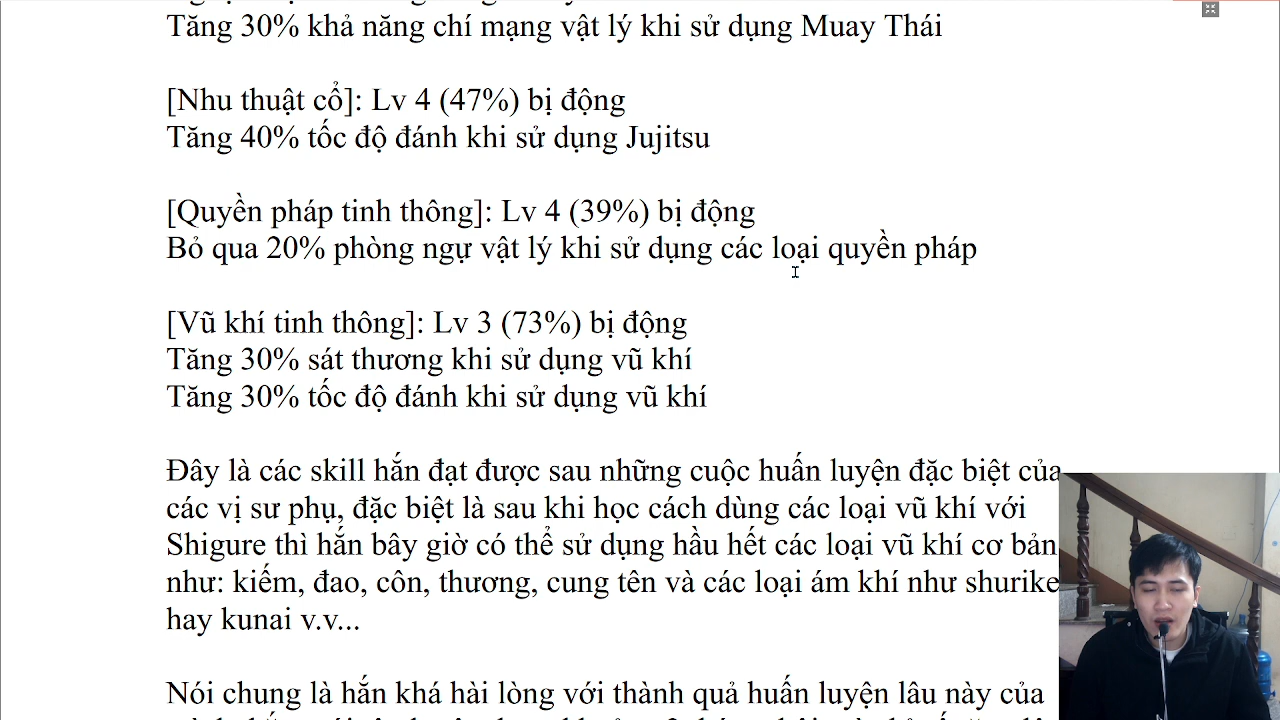 Tăng 30% khả năng chí mạng vật lý khi sử dụng Muay Thái
[Nhu thuật cổ]: Lv 4 (47%) bị động
Tăng 40% tốc độ đánh khi sử dụng Jujitsu
[Quyền pháp tinh thông]: Lv 4 (39%) bị động
Bỏ qua 20% phòng ngự vật lý khi sử dụng các loại quyền pháp
[Vũ khí tinh thông]: Lv 3 (73%) bị động
Tăng 30% sát thương khi sử dụng vũ khí
Tăng 30% tốc độ đánh khi sử dụng vũ khí
Đây là các skill hắn đạt được sau những cuộc huấn luyện đặc biệt của
các vị sư phụ, đặc biệt là sau khi học cách dùng các loại vũ khí với
Shigure thì hắn bây giờ có thể sử dụng hầu hết các loại vũ khí cơ bản
như: kiếm, đao, côn, thương, cung tên và các loại ám khí như shurike
hay kunai v.v...
Nói chung là hắn khá hài lòng với thành quả huấn luyện lâu này của